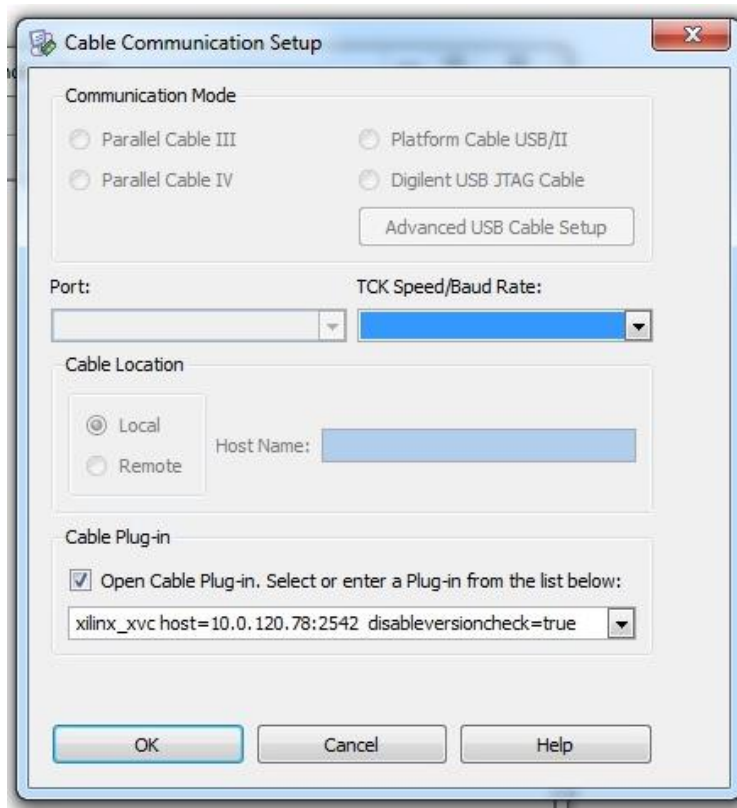 Cable Communication Setup
Communication Mode
Parallel Cable III
Platform Cable USB/II
Parallel Cable IV
Digilent USB JTAG Cable
Advanced USB Cable Setup
Port:
TCK Speed/Baud Rate:
Cable Location
Local
Host Name:
Remote
Cable Plug-in
Open Cable Plug-in. Select or enter a Plug-in from the list below:
xilinx_xvc host=10.0.120.78:2542 disableversioncheck=true
OK
Cancel
Help